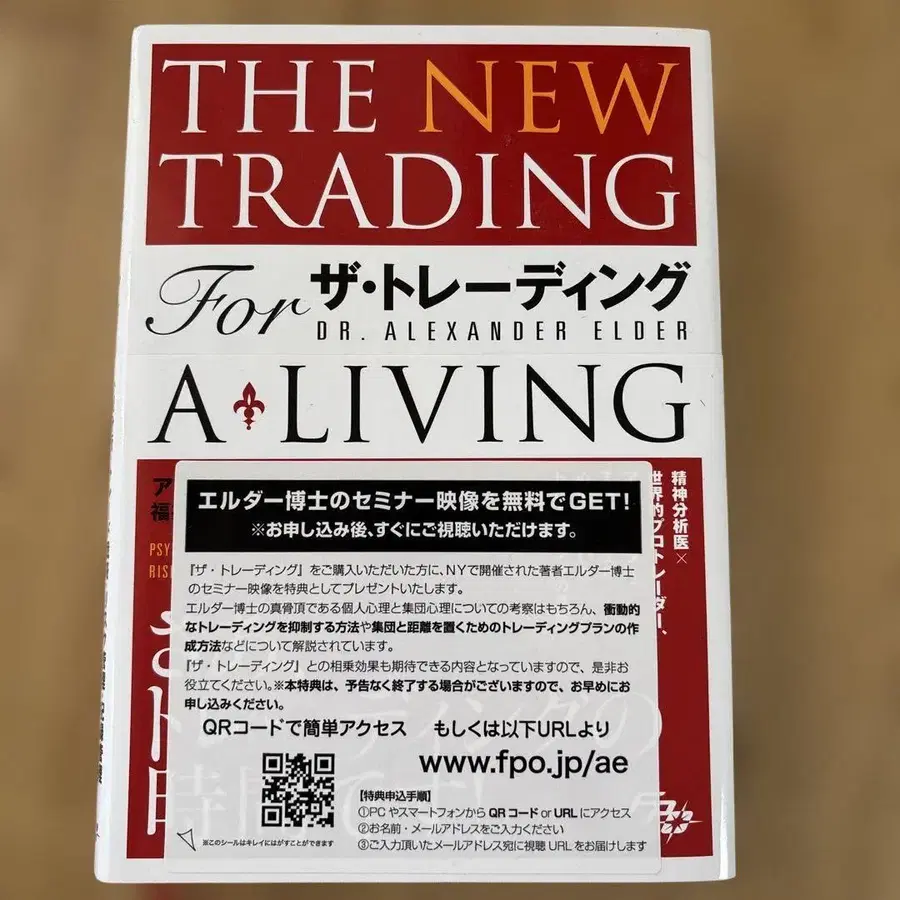 THE NEW
TRADING
For ザ・トレーディング
DR. ALEXANDER ELDER
A LIVING
精神分析医×
世界的プロトレーダー、
エルダー博士のセミナー映像を無料でGET!
※お申し込み後、すぐにご視聴いただけます。
『ザ・トレーディング』をご購入いただいた方に、NYで開催された著者エルダー博士
のセミナー映像を特典としてプレゼントいたします。
エルダー博士の真骨頂である個人心理と集団心理についての考察はもちろん、衝動的
なトレーディングを抑制する方法や集団と距離を置くためのトレーディングプランの作
成方法などについて解説されています。
『ザ・トレーディング』との相乗効果も期待できる内容となっていますので、是非お
役立てください。※本特典は、予告なく終了する場合がございますので、お早めにお
申し込みください。
QRコードで簡単アクセス もしくは以下URLより
www.fpo.jp/ae
【特典申込手順】
①PCやスマートフォンからQRコード or URLにアクセス
②お名前・メールアドレスをご入力ください
③ご入力頂いたメールアドレス宛に視聴URLをお届けします
※このシールはキレイにはがすことができます